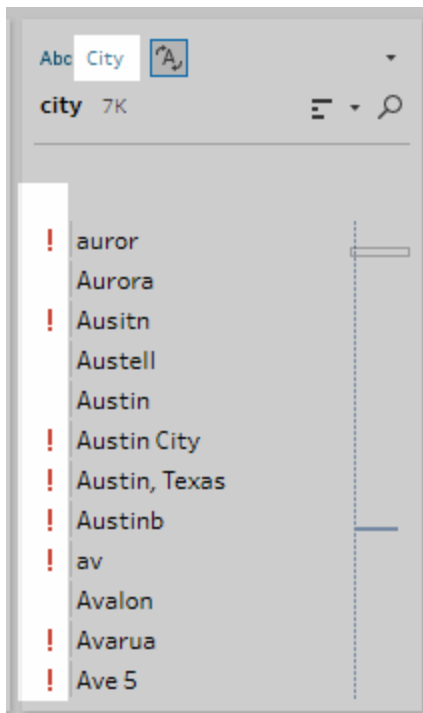 Abc City A
city 7K
! auror
Aurora
! Ausitn
Austell
Austin
! Austin City
! Austin, Texas
! Austinb
! av
Avalon
! Avarua
! Ave 5